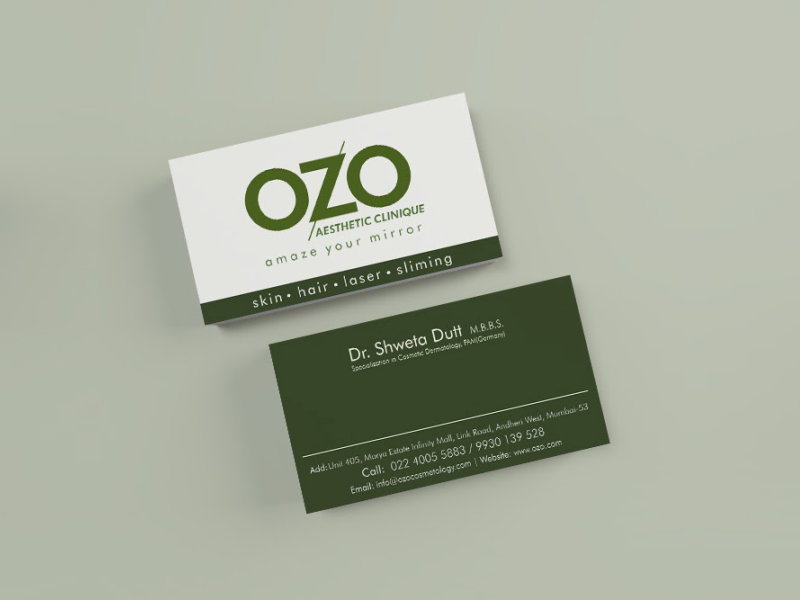 OZO
AESTHETIC CLINIQUE
amaze your mirror
skin • hair • laser • sliming
Dr. Shweta Dutt M.B.B.S.
Specialization in Cosmetic Dermatology, FAM(Germany)
Add: Unit 405, Morya Estate Infinity Mall, Link Road, Andheri West, Mumbai-53
Call: 022 4005 5883 / 9930 139 528
Email: info@ozocosmetology.com | Website: www.ozo.com